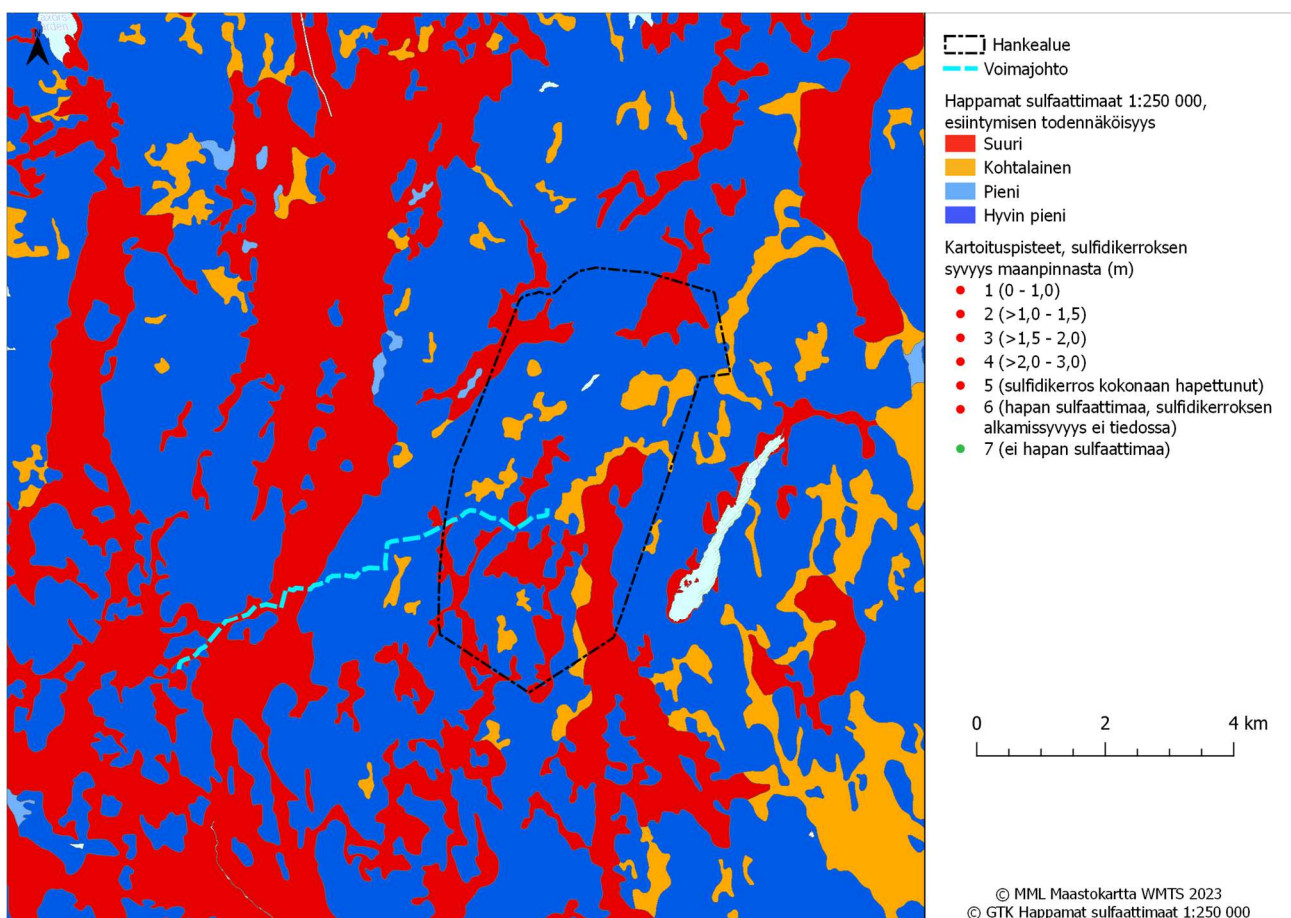 Hankealue
Voimajohto
Happamat sulfaattimaat 1:250 000,
esiintymisen todennäköisyys
Suuri
Kohtalainen
Pieni
Hyvin pieni
Kartoituspisteet, sulfidikerroksen
syvyys maanpinnasta (m)
1 (0 - 1,0)
2 (>1,0 - 1,5)
3 (>1,5 - 2,0)
4 (>2,0 - 3,0)
5 (sulfidikerros kokonaan hapettunut)
6 (hapan sulfaattimaa, sulfidikerroksen
alkamissyvyys ei tiedossa)
7 (ei hapan sulfaattimaa)
0 2 4 km
© MML Maastokartta WMTS 2023
© GTK Happamat sulfaattimaat 1:250 000